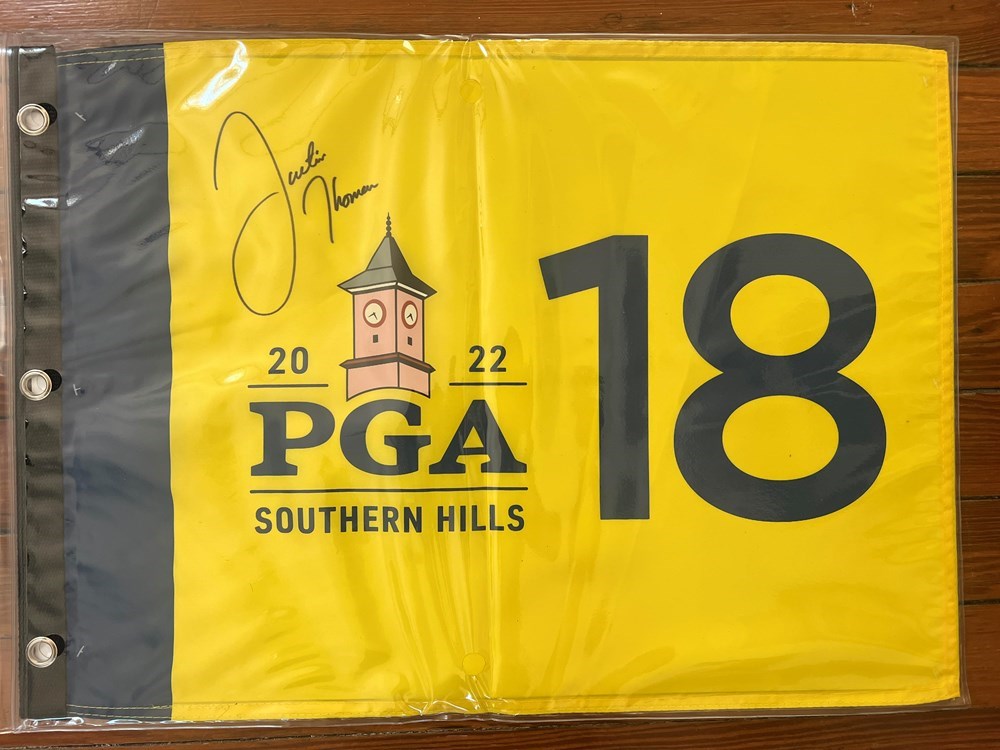 Justin
Thomas
20 22
PGA
SOUTHERN HILLS
18